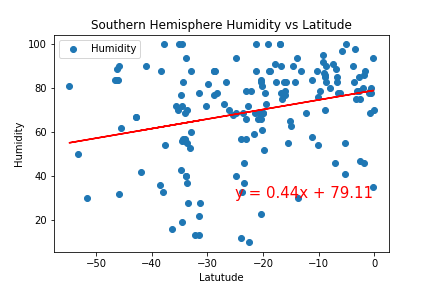 Southern Hemisphere Humidity vs Latitude
Humidity
100
80
60
40
20
Humidity
y = 0.44x + 79.11
−50
−40
−30
−20
−10
0
Latutude